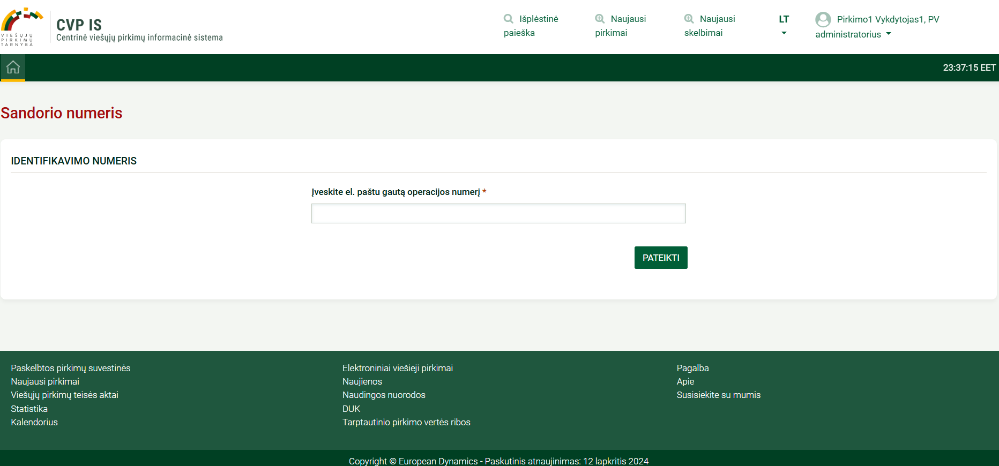 VIEŠŲJŲ
PIRKIMŲ
TARNYBA
CVP IS
Centrinė viešųjų pirkimų informacinė sistema
Išplėstinė
paieška
Naujausi
pirkimai
Naujausi
skelbimai
LT
Pirkimo1 Vykdytojas1, PV
administratorius
23:37:15 EET
Sandorio numeris
IDENTIFIKAVIMO NUMERIS
Įveskite el. paštu gautą operacijos numerį *
PATEIKTI
Paskelbtos pirkimų suvestinės
Naujausi pirkimai
Viešųjų pirkimų teisės aktai
Statistika
Kalendorius
Elektroniniai viešieji pirkimai
Naujienos
Naudingos nuorodos
DUK
Tarptautinio pirkimo vertės ribos
Pagalba
Apie
Susisiekite su mumis
Copyright © European Dynamics - Paskutinis atnaujinimas: 12 lapkritis 2024